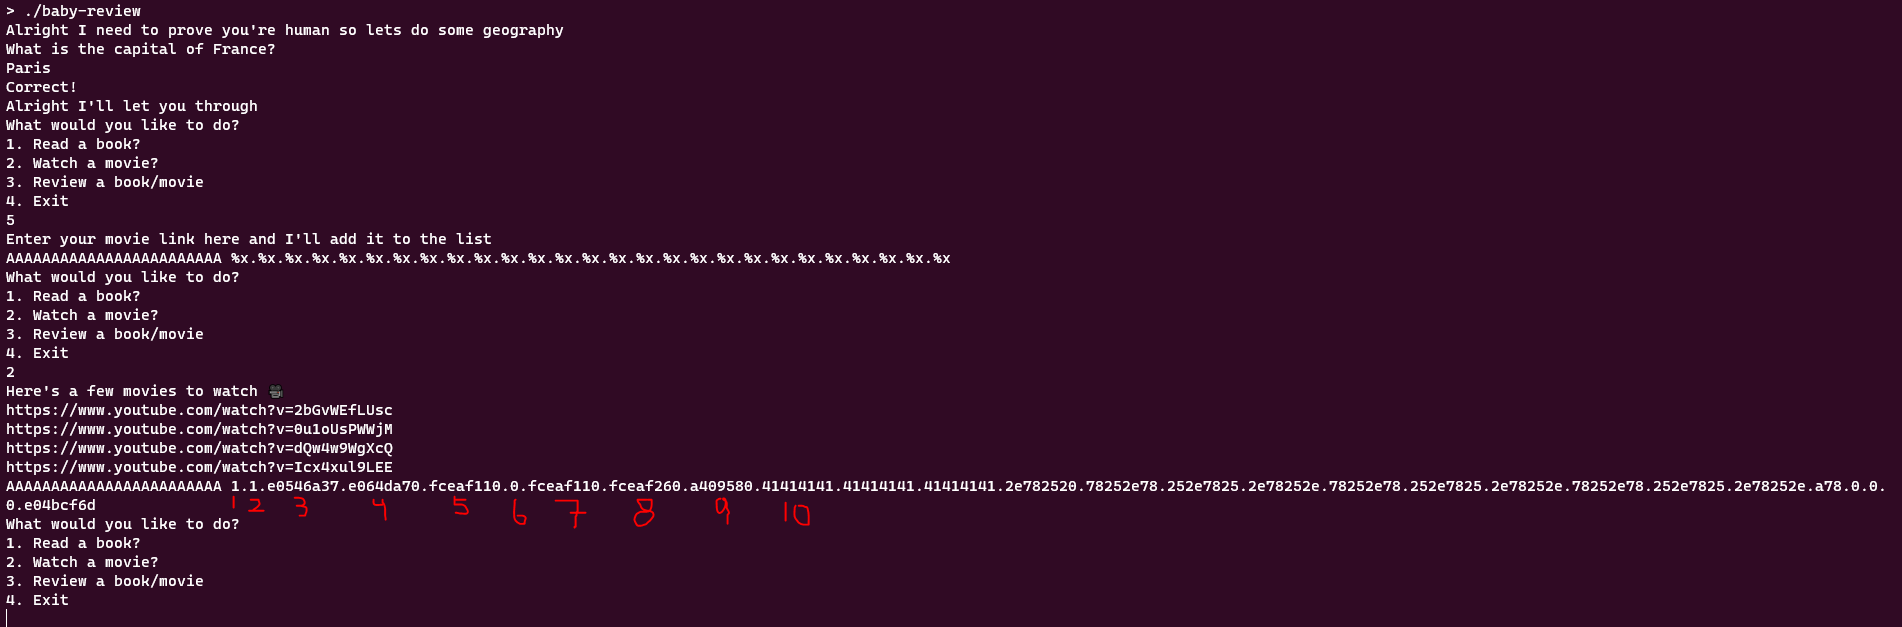 > ./baby-review
Alright I need to prove you're human so lets do some geography
What is the capital of France?
Paris
Correct!
Alright I'll let you through
What would you like to do?
1. Read a book?
2. Watch a movie?
3. Review a book/movie
4. Exit
5
Enter your movie link here and I'll add it to the list
AAAAAAAAAAAAAAAAAAAAAAAA %x.%x.%x.%x.%x.%x.%x.%x.%x.%x.%x.%x.%x.%x.%x.%x.%x.%x.%x.%x.%x.%x.%x.%x.%x.%x.%x
What would you like to do?
1. Read a book?
2. Watch a movie?
3. Review a book/movie
4. Exit
2
Here's a few movies to watch 🎥
https://www.youtube.com/watch?v=2bGvWEfLUsc
https://www.youtube.com/watch?v=0u1oUsPWWjM
https://www.youtube.com/watch?v=dQw4w9WgXcQ
https://www.youtube.com/watch?v=Icx4xul9LEE
AAAAAAAAAAAAAAAAAAAAAAAA 1.1.e0546a37.e064da70.fceaf110.0.fceaf110.fceaf260.a409580.41414141.41414141.41414141.2e782520.78252e78.252e7825.2e78252e.78252e78.252e7825.2e78252e.78252e78.252e7825.2e78252e.a78.0.0.
0.e04bcf6d
1 2 3 4 5 6 7 8 9 10
What would you like to do?
1. Read a book?
2. Watch a movie?
3. Review a book/movie
4. Exit